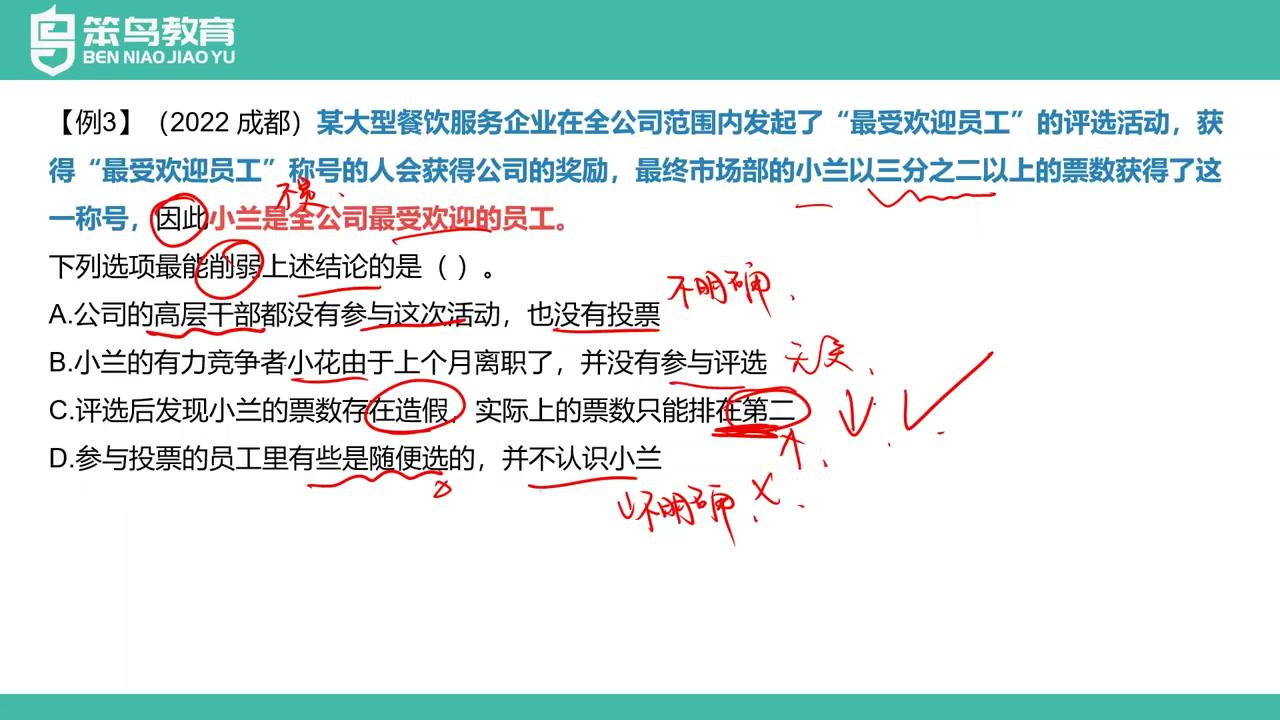 笨鸟教育
BEN NIAO JIAO YU
【例3】（2022 成都）某大型餐饮服务企业在全公司范围内发起了“最受欢迎员工”的评选活动，获
得“最受欢迎员工”称号的人会获得公司的奖励，最终市场部的小兰以三分之二以上的票数获得了这
不是
一称号，因此小兰是全公司最受欢迎的员工。
下列选项最能削弱上述结论的是（ ）。
不明确
A.公司的高层干部都没有参与这次活动，也没有投票
B.小兰的有力竞争者小花由于上个月离职了，并没有参与评选 无关
C.评选后发现小兰的票数存在造假，实际上的票数只能排在第二
D.参与投票的员工里有些是随便选的，并不认识小兰
不明确